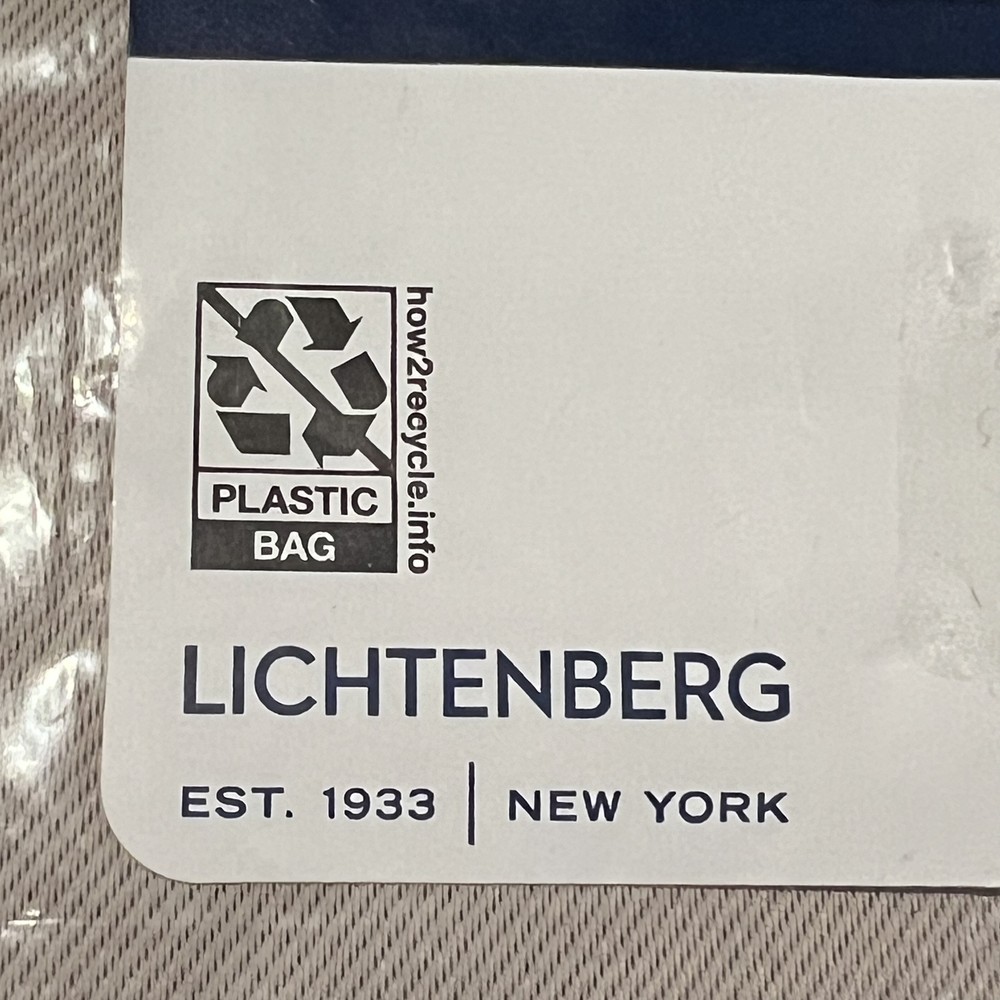 how2recycle.info
PLASTIC
BAG
LICHTENBERG
EST. 1933 | NEW YORK